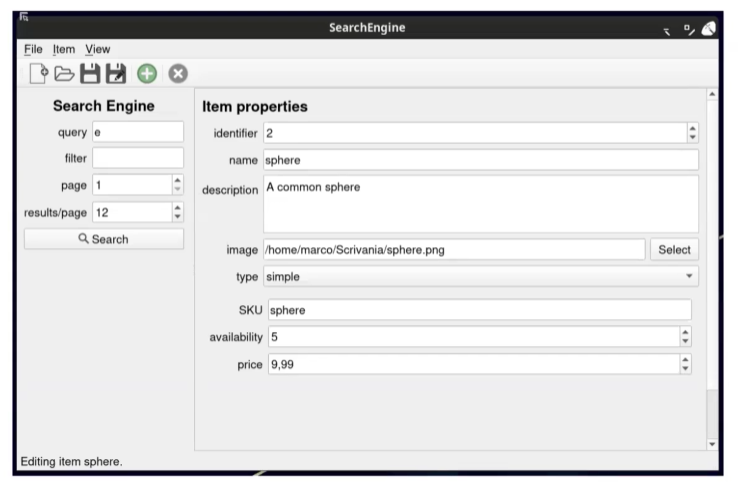 SearchEngine
File Item View
Search Engine
query e
filter
page 1
results/page 12
Search
Item properties
identifier 2
name sphere
description A common sphere
image /home/marco/Scrivania/sphere.png Select
type simple
SKU sphere
availability 5
price 9,99
Editing item sphere.